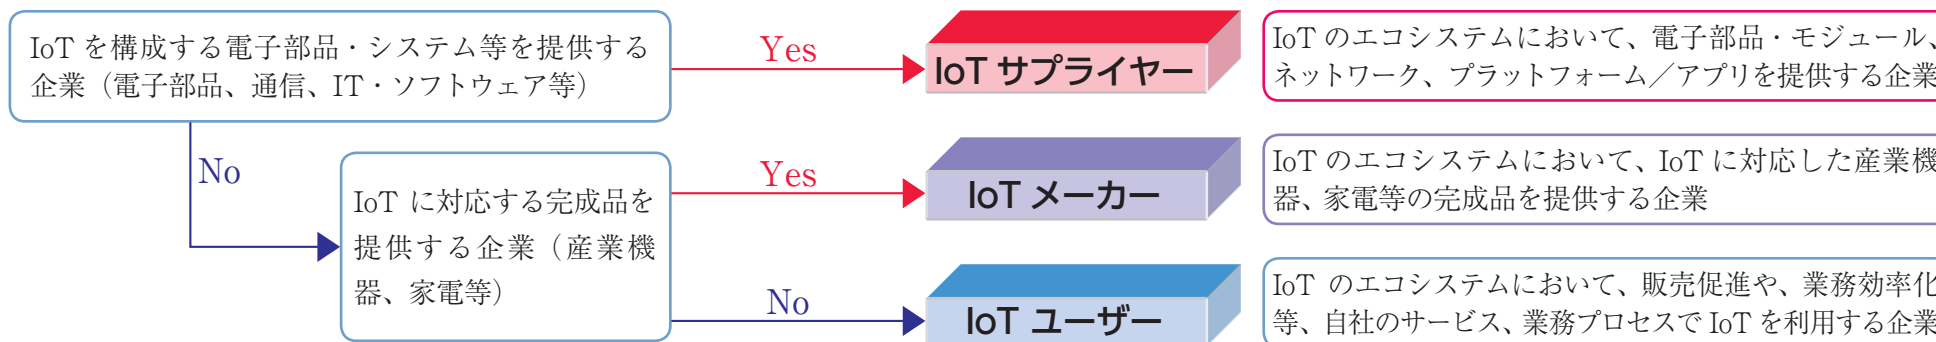 IoT を構成する電子部品・システム等を提供する
企業（電子部品、通信、IT・ソフトウェア等）
Yes
IoT サプライヤー
IoT のエコシステムにおいて、電子部品・モジュール、
ネットワーク、プラットフォーム／アプリを提供する企業
No
IoT に対応する完成品を
提供する企業（産業機
器、家電等）
Yes
IoT メーカー
IoT のエコシステムにおいて、IoT に対応した産業機
器、家電等の完成品を提供する企業
No
IoT ユーザー
IoT のエコシステムにおいて、販売促進や、業務効率化
等、自社のサービス、業務プロセスで IoT を利用する企業